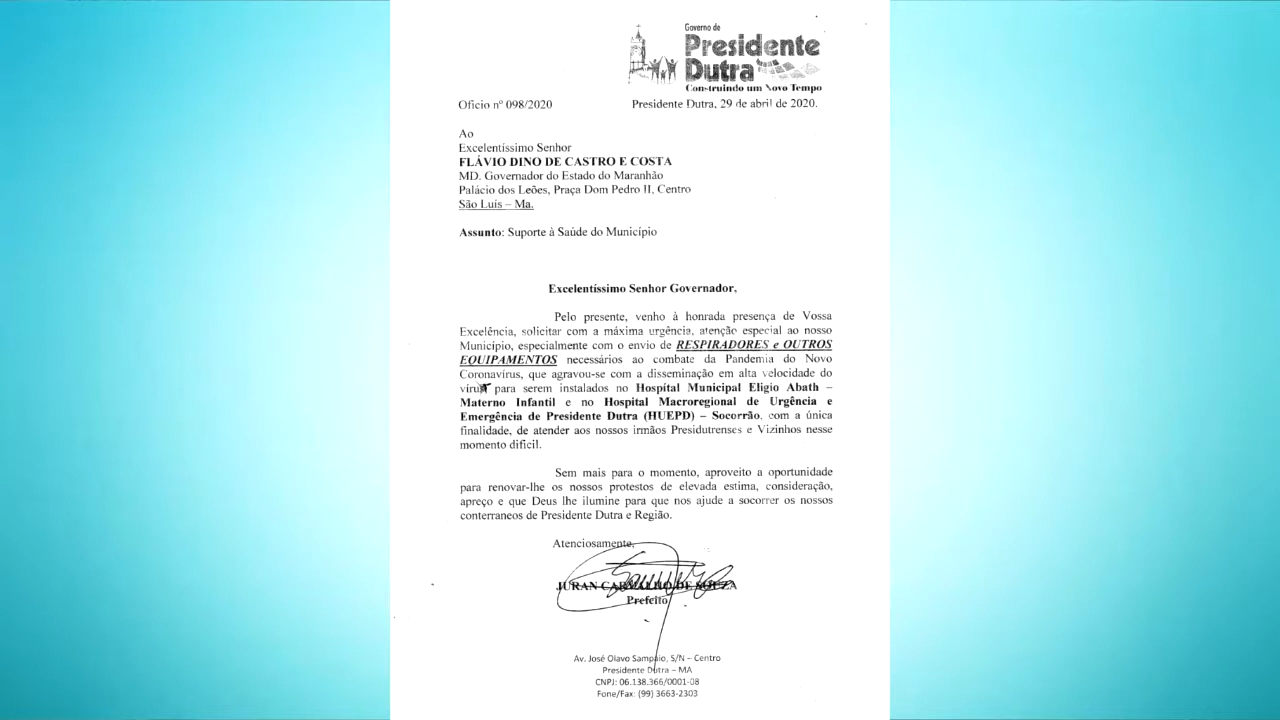 Governo de
Presidente
Dutra
Construindo um Novo Tempo
Oficio nº 098/2020
Presidente Dutra, 29 de abril de 2020.
Ao
Excelentíssimo Senhor
FLÁVIO DINO DE CASTRO E COSTA
MD. Governador do Estado do Maranhão
Palácio dos Leões, Praça Dom Pedro II, Centro
São Luís – Ma.
Assunto: Suporte à Saúde do Município
Excelentíssimo Senhor Governador,
Pelo presente, venho à honrada presença de Vossa
Excelência, solicitar com a máxima urgência, atenção especial ao nosso
Município, especialmente com o envio de RESPIRADORES e OUTROS
EQUIPAMENTOS necessários ao combate da Pandemia do Novo
Coronavírus, que agravou-se com a disseminação em alta velocidade do
vírus para serem instalados no Hospital Municipal Eligio Abath –
Materno Infantil e no Hospital Macroregional de Urgência e
Emergência de Presidente Dutra (HUEPD) – Socorrão, com a única
finalidade, de atender aos nossos irmãos Presidutrenses e Vizinhos nesse
momento dificil.
Sem mais para o momento, aproveito a oportunidade
para renovar-lhe os nossos protestos de elevada estima, consideração,
apreço e que Deus lhe ilumine para que nos ajude a socorrer os nossos
conterraneos de Presidente Dutra e Região.
Atenciosamente,
JURAN CARVALHO DE SOUZA
Prefeito
Av. José Olavo Sampaio, S/N – Centro
Presidente Dutra – MA
CNPJ: 06.138.366/0001-08
Fone/Fax: (99) 3663-2303